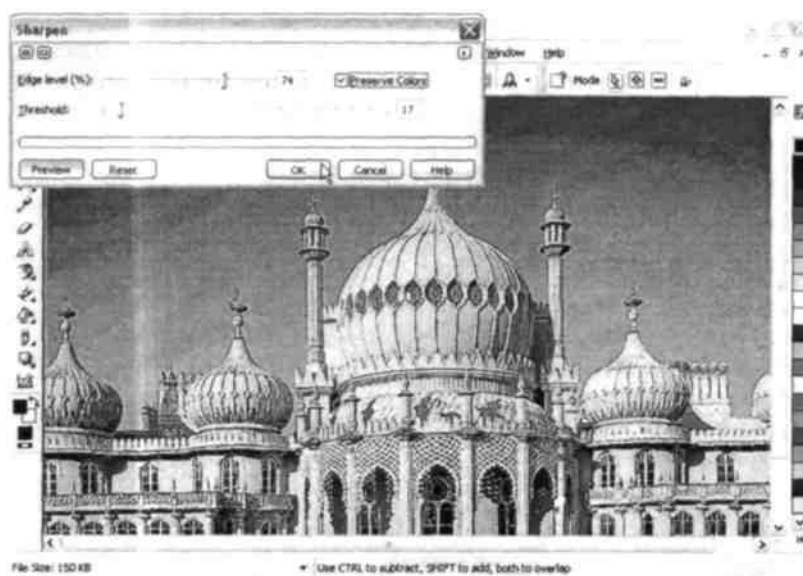 Sharpen
Window Help
Edge level (%): 74 Preserve Colors
Mode
Threshold: 17
Preview Reset OK Cancel Help
File Size: 150 KB Use CTRL to subtract, SHIFT to add, both to overlap